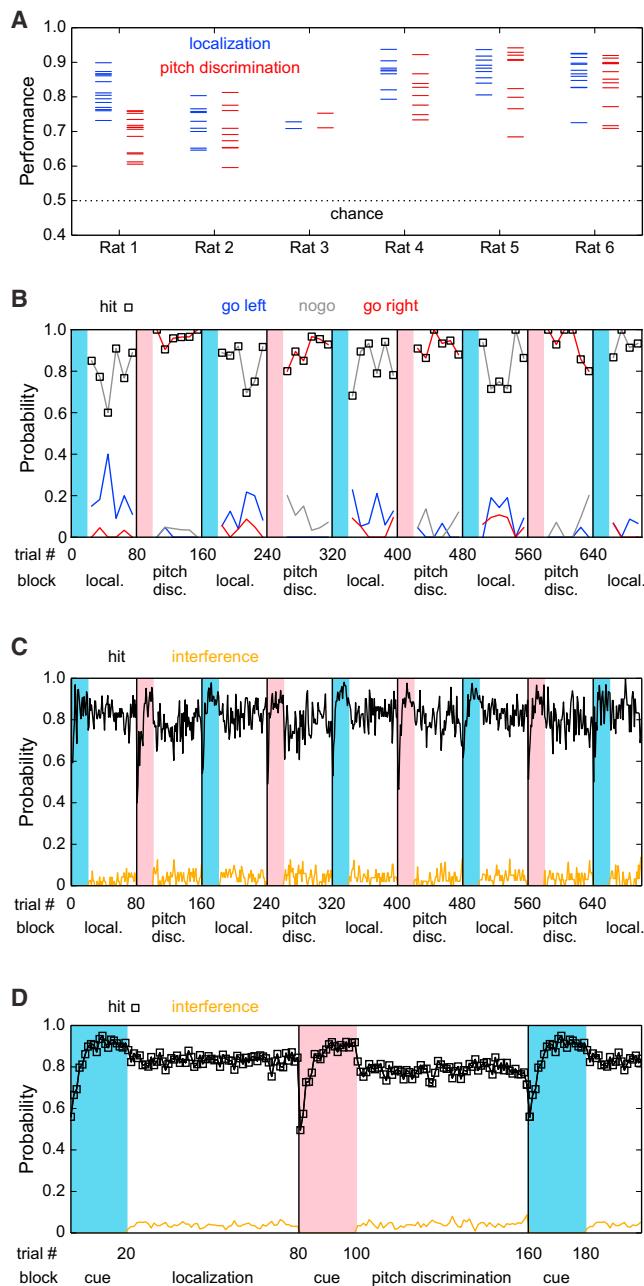 A
localization
pitch discrimination
Performance
1.0
0.9
0.8
0.7
0.6
0.5
0.4
chance
Rat 1 Rat 2 Rat 3 Rat 4 Rat 5 Rat 6
B
hit go left nogo go right
Probability
1.0
0.8
0.6
0.4
0.2
0
trial # 0 80 160 240 320 400 480 560 640
block local. pitch disc. local. pitch disc. local. pitch disc. local. pitch disc. local.
C
hit interference
Probability
1.0
0.8
0.6
0.4
0.2
0
trial # 0 80 160 240 320 400 480 560 640
block local. pitch disc. local. pitch disc. local. pitch disc. local. pitch disc. local.
D
hit interference
Probability
1.0
0.8
0.6
0.4
0.2
0
trial # 20 80 100 160 180
block cue localization cue pitch discrimination cue